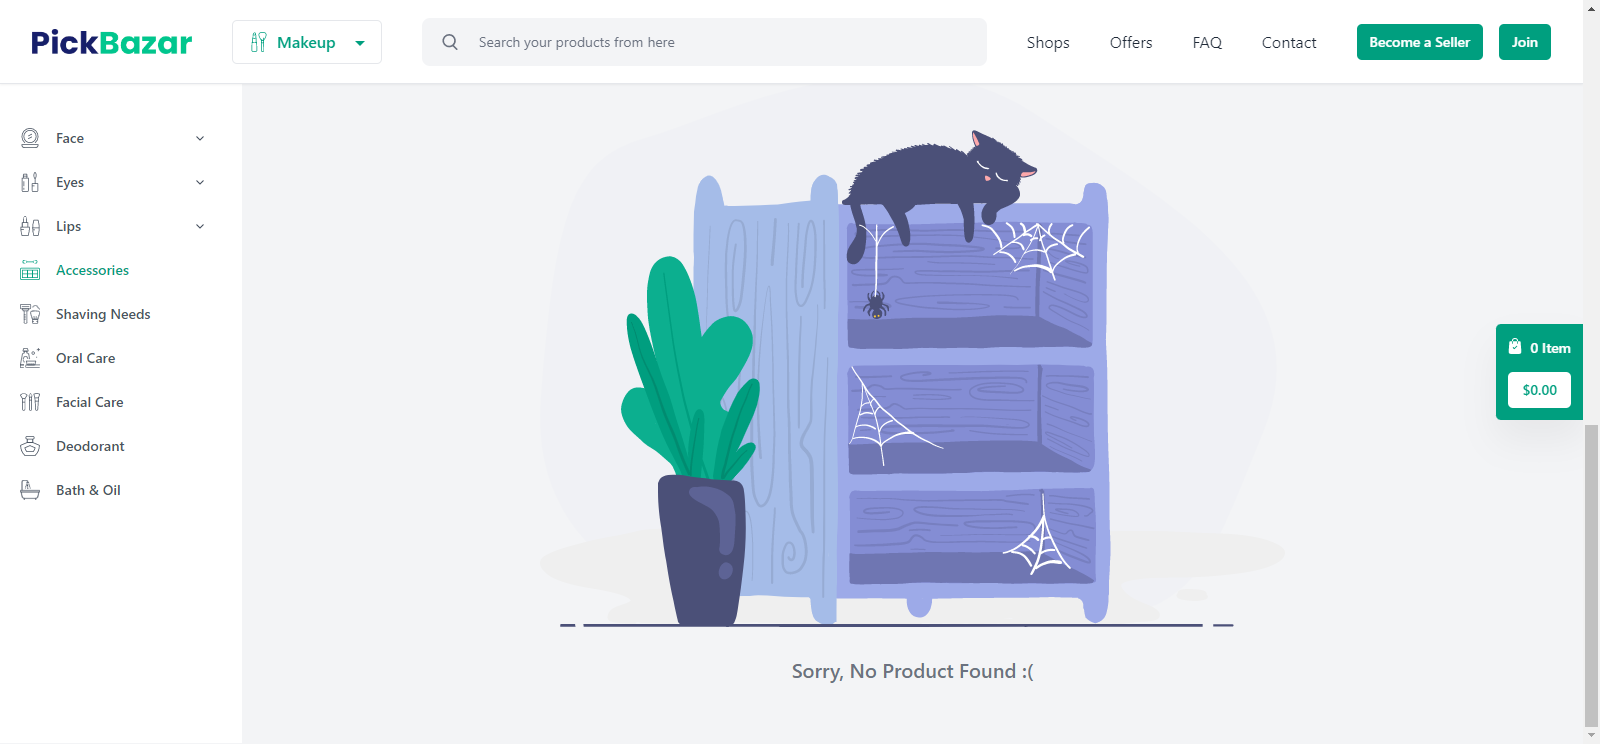 PickBazar
Makeup
Search your products from here
Shops
Offers
FAQ
Contact
Become a Seller
Join
Face
Eyes
Lips
Accessories
Shaving Needs
Oral Care
Facial Care
Deodorant
Bath & Oil
0 Item
$0.00
Sorry, No Product Found :(